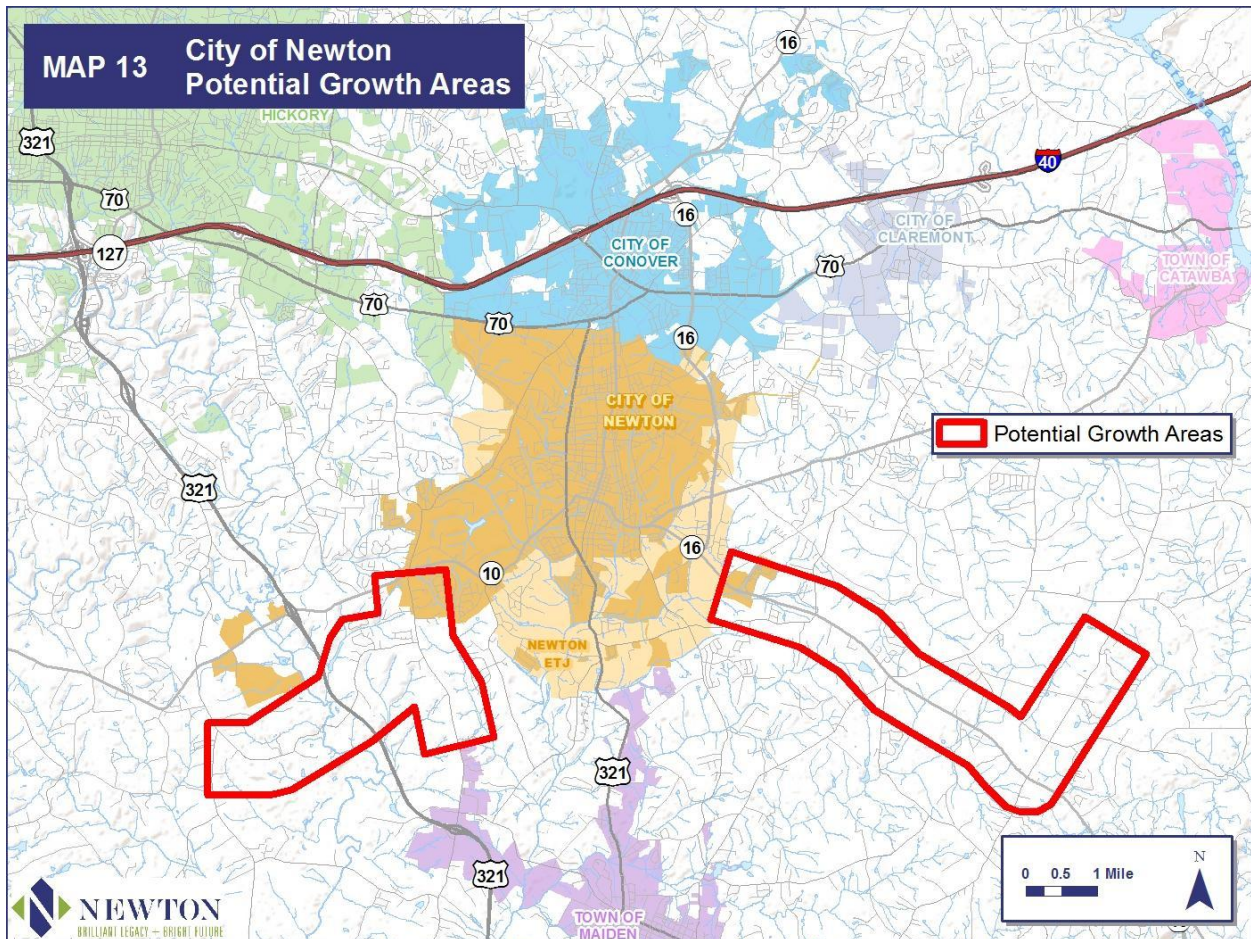 MAP 13
City of Newton
Potential Growth Areas
HICKORY
16
321
70
127
40
Catawba River
16
CITY OF
CONOVER
CITY OF
CLAREMONT
70
TOWN OF
CATAWBA
70
70
16
CITY OF
NEWTON
Potential Growth Areas
321
16
10
NEWTON
ETJ
321
321
TOWN OF
MAIDEN
0 0.5 1 Mile
N
N NEWTON
BRILLIANT LEGACY – BRIGHT FUTURE